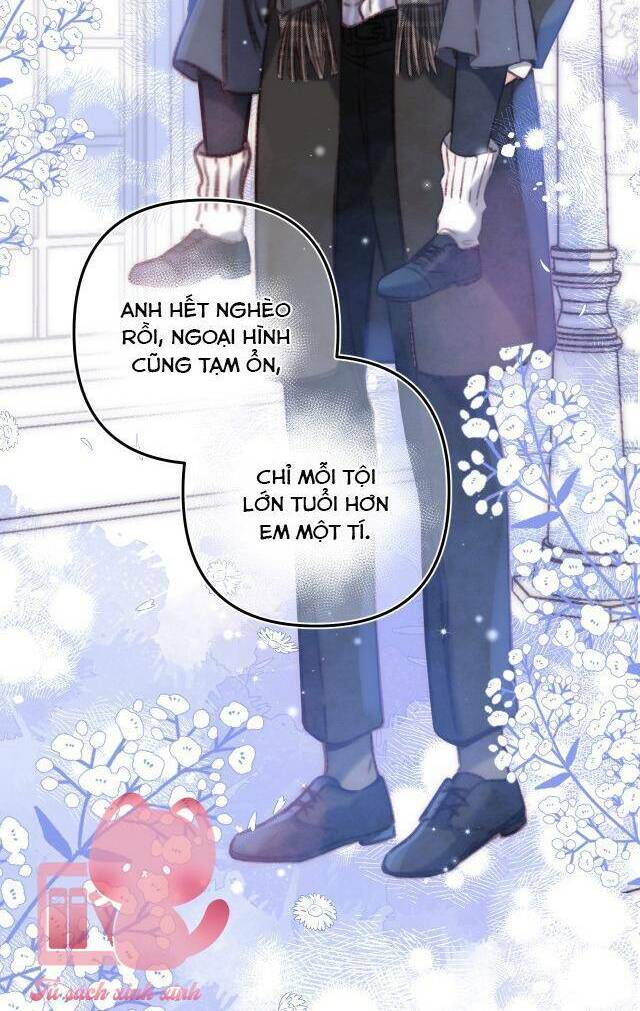 ANH HẾT NGHÈO
RỒI, NGOẠI HÌNH
CŨNG TẠM ỔN,
CHỈ MỖI TỘI
LỚN TUỔI HƠN
EM MỘT TÍ.
Tủ sách xinh xinh